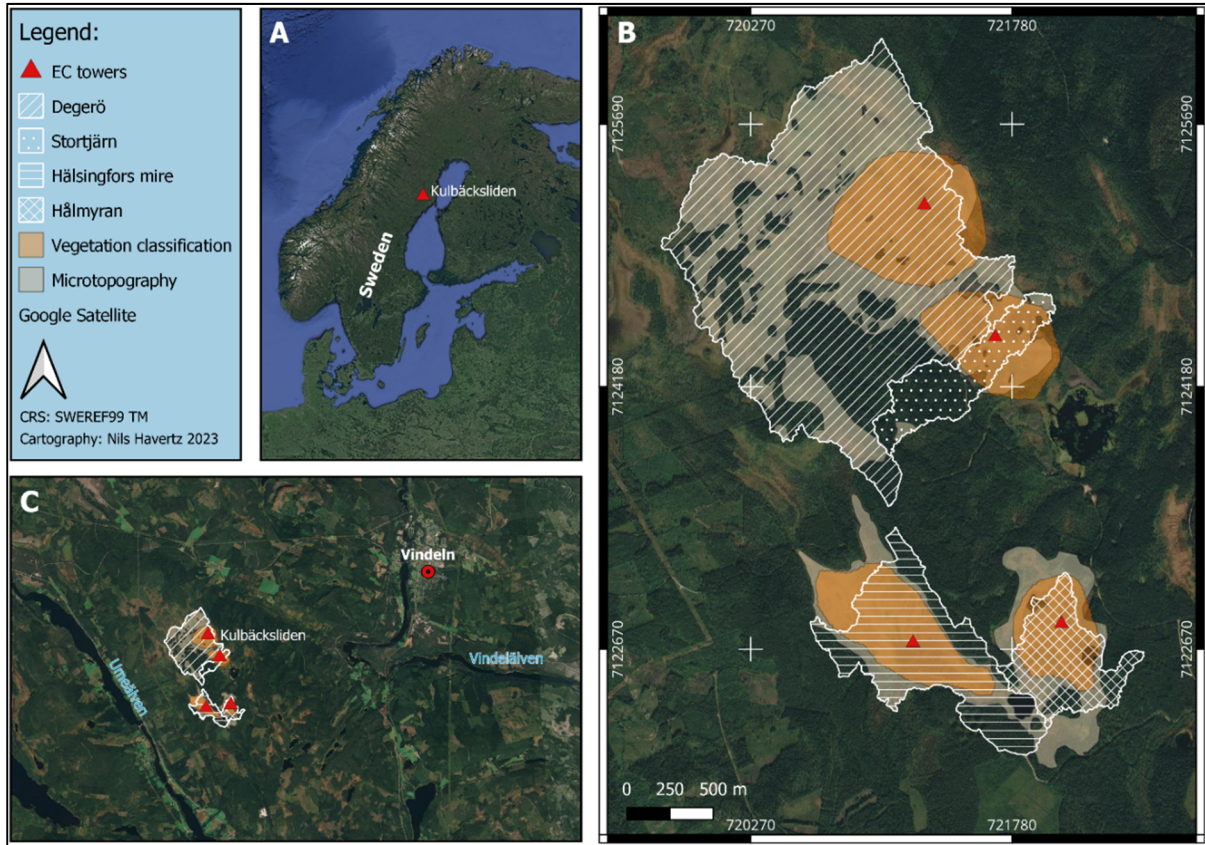 Legend:
EC towers
Degerö
Stortjärn
Hälsingfors mire
Hålmyran
Vegetation classification
Microtopography
Google Satellite
CRS: SWEREF99 TM
Cartography: Nils Havertz 2023
A
Kulbäcksliden
Sweden
B
720270
721780
7125690
7125690
7124180
7124180
7122670
7122670
0 250 500 m
720270
721780
C
Vindeln
Kulbäcksliden
Umeälven
Vindelälven